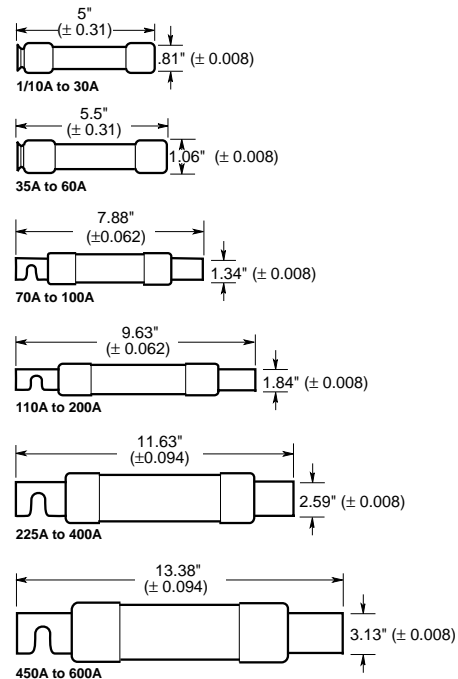 5"
(± 0.31)
.81" (± 0.008)
1/10A to 30A
5.5"
(± 0.31)
1.06" (± 0.008)
35A to 60A
7.88"
(±0.062)
1.34" (± 0.008)
70A to 100A
9.63"
(± 0.062)
1.84" (± 0.008)
110A to 200A
11.63"
(±0.094)
2.59" (± 0.008)
225A to 400A
13.38"
(± 0.094)
3.13" (± 0.008)
450A to 600A